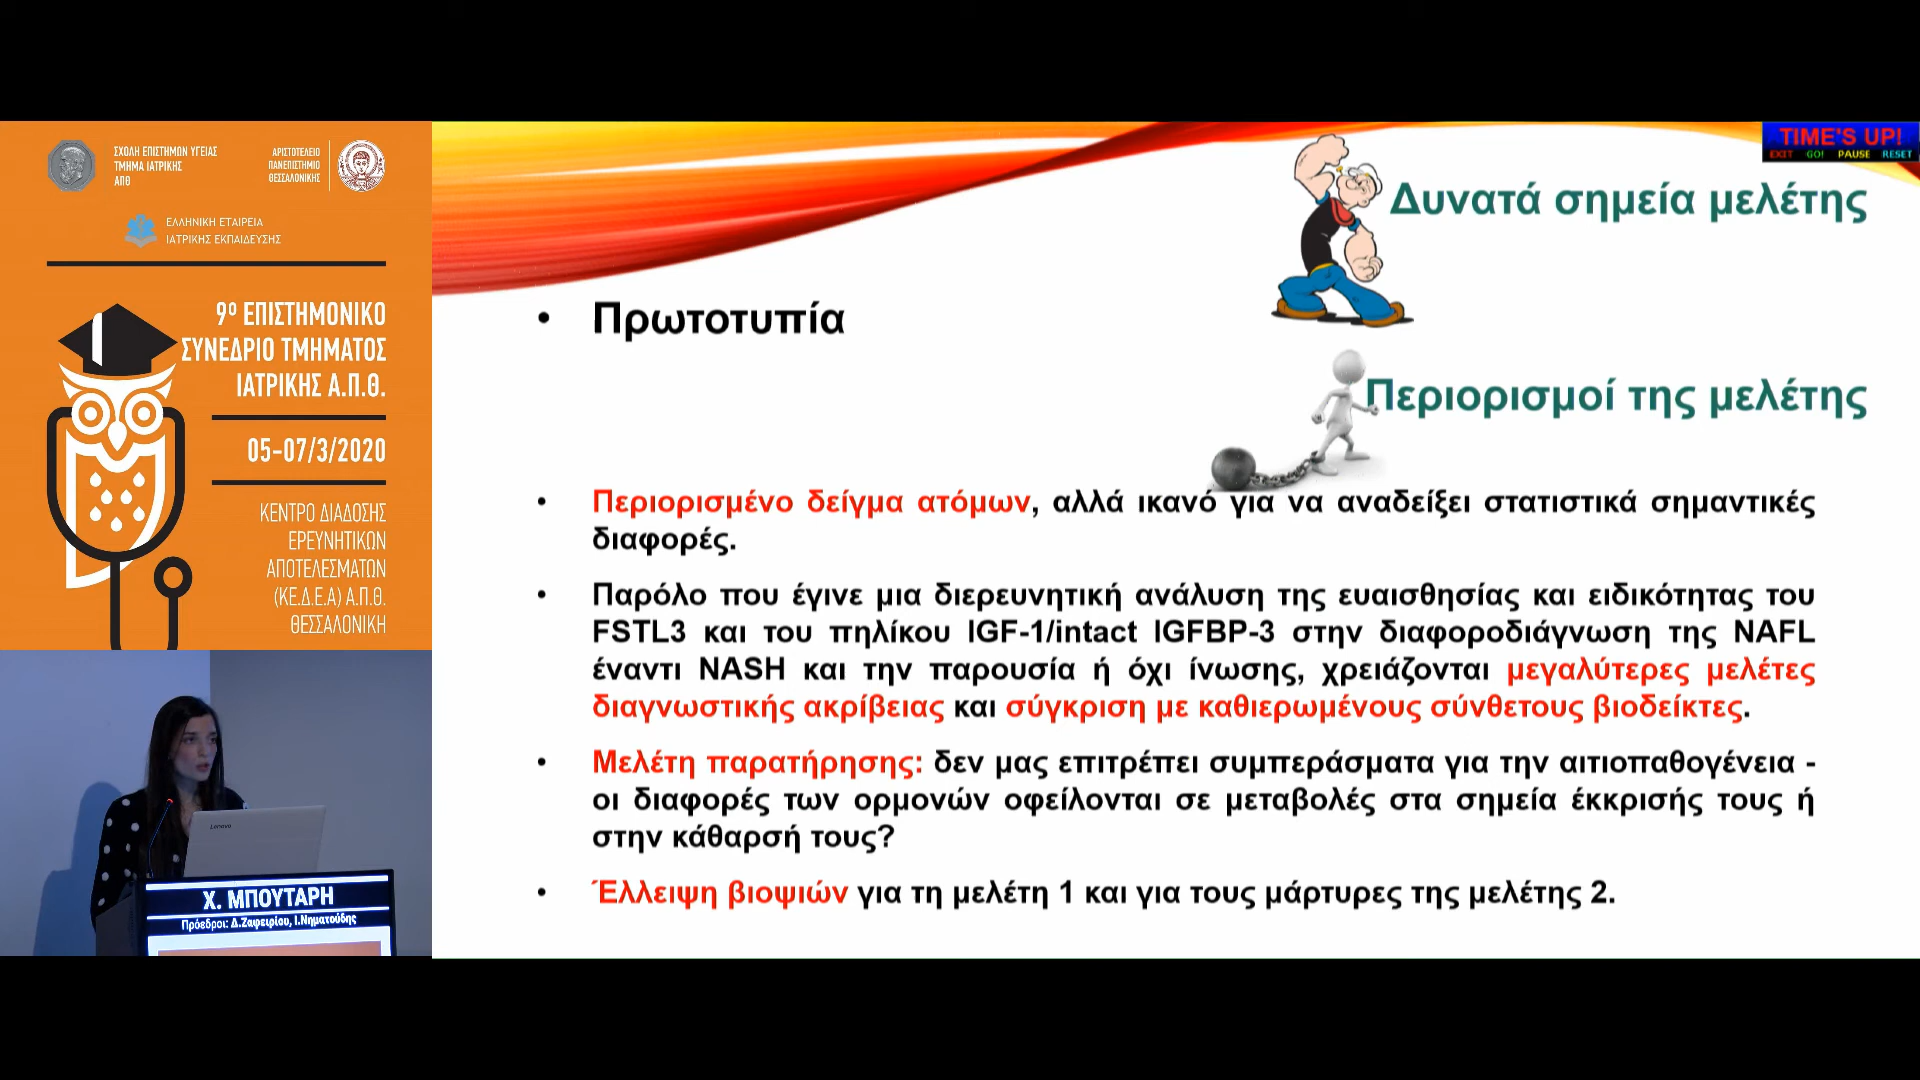 ΣΧΟΛΗ ΕΠΙΣΤΗΜΩΝ ΥΓΕΙΑΣ
ΤΜΗΜΑ ΙΑΤΡΙΚΗΣ
ΑΠΘ
ΑΡΙΣΤΟΤΕΛΕΙΟ
ΠΑΝΕΠΙΣΤΗΜΙΟ
ΘΕΣΣΑΛΟΝΙΚΗΣ
ΕΛΛΗΝΙΚΗ ΕΤΑΙΡΕΙΑ
ΙΑΤΡΙΚΗΣ ΕΚΠΑΙΔΕΥΣΗΣ
9ο ΕΠΙΣΤΗΜΟΝΙΚΟ
ΣΥΝΕΔΡΙΟ ΤΜΗΜΑΤΟΣ
ΙΑΤΡΙΚΗΣ Α.Π.Θ.
05-07/3/2020
ΚΕΝΤΡΟ ΔΙΑΔΟΣΗΣ
ΕΡΕΥΝΗΤΙΚΩΝ
ΑΠΟΤΕΛΕΣΜΑΤΩΝ
(ΚΕ.Δ.Ε.Α) Α.Π.Θ.
ΘΕΣΣΑΛΟΝΙΚΗ
Lenovo
Χ. ΜΠΟΥΤΑΡΗ
Πρόεδροι: Δ.Ζαφειρίου, Ι.Νηματούδης
TIME'S UP!
EXIT GO! PAUSE RESET
Δυνατά σημεία μελέτης
• Πρωτοτυπία
Περιορισμοί της μελέτης
• Περιορισμένο δείγμα ατόμων, αλλά ικανό για να αναδείξει στατιστικά σημαντικές
διαφορές.
• Παρόλο που έγινε μια διερευνητική ανάλυση της ευαισθησίας και ειδικότητας του
FSTL3 και του πηλίκου IGF-1/intact IGFBP-3 στην διαφοροδιάγνωση της NAFL
έναντι NASH και την παρουσία ή όχι ίνωσης, χρειάζονται μεγαλύτερες μελέτες
διαγνωστικής ακρίβειας και σύγκριση με καθιερωμένους σύνθετους βιοδείκτες.
• Μελέτη παρατήρησης: δεν μας επιτρέπει συμπεράσματα για την αιτιοπαθογένεια -
οι διαφορές των ορμονών οφείλονται σε μεταβολές στα σημεία έκκρισής τους ή
στην κάθαρσή τους?
• Έλλειψη βιοψιών για τη μελέτη 1 και για τους μάρτυρες της μελέτης 2.